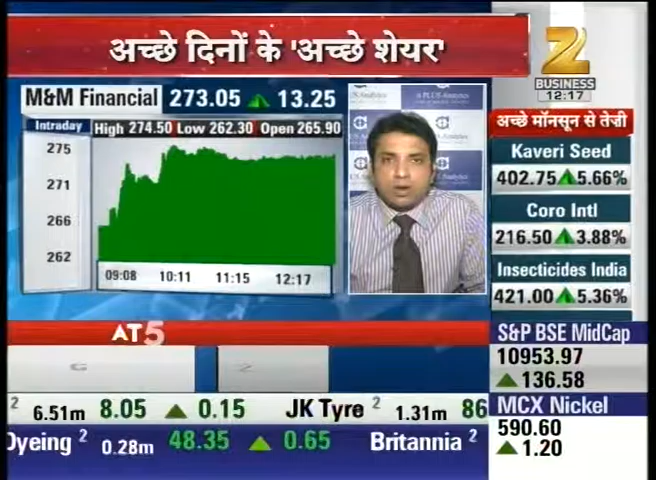 अच्छे दिनों के 'अच्छे शेयर'
Z
BUSINESS
12:17
M&M Financial 273.05 13.25
Intraday High 274.50 Low 262.30 Open 265.90
275
271
266
262
09:08 10:11 11:15 12:17
अच्छे मॉनसून से तेजी
Kaveri Seed
402.75 5.66%
Coro Intl
216.50 3.88%
Insecticides India
421.00 5.36%
AT5
S&P BSE MidCap
10953.97
136.58
MCX Nickel
590.60
1.20
2 6.51m 8.05 0.15 JK Tyre 2 1.31m 86
Dyeing 2 0.28m 48.35 0.65 Britannia 2